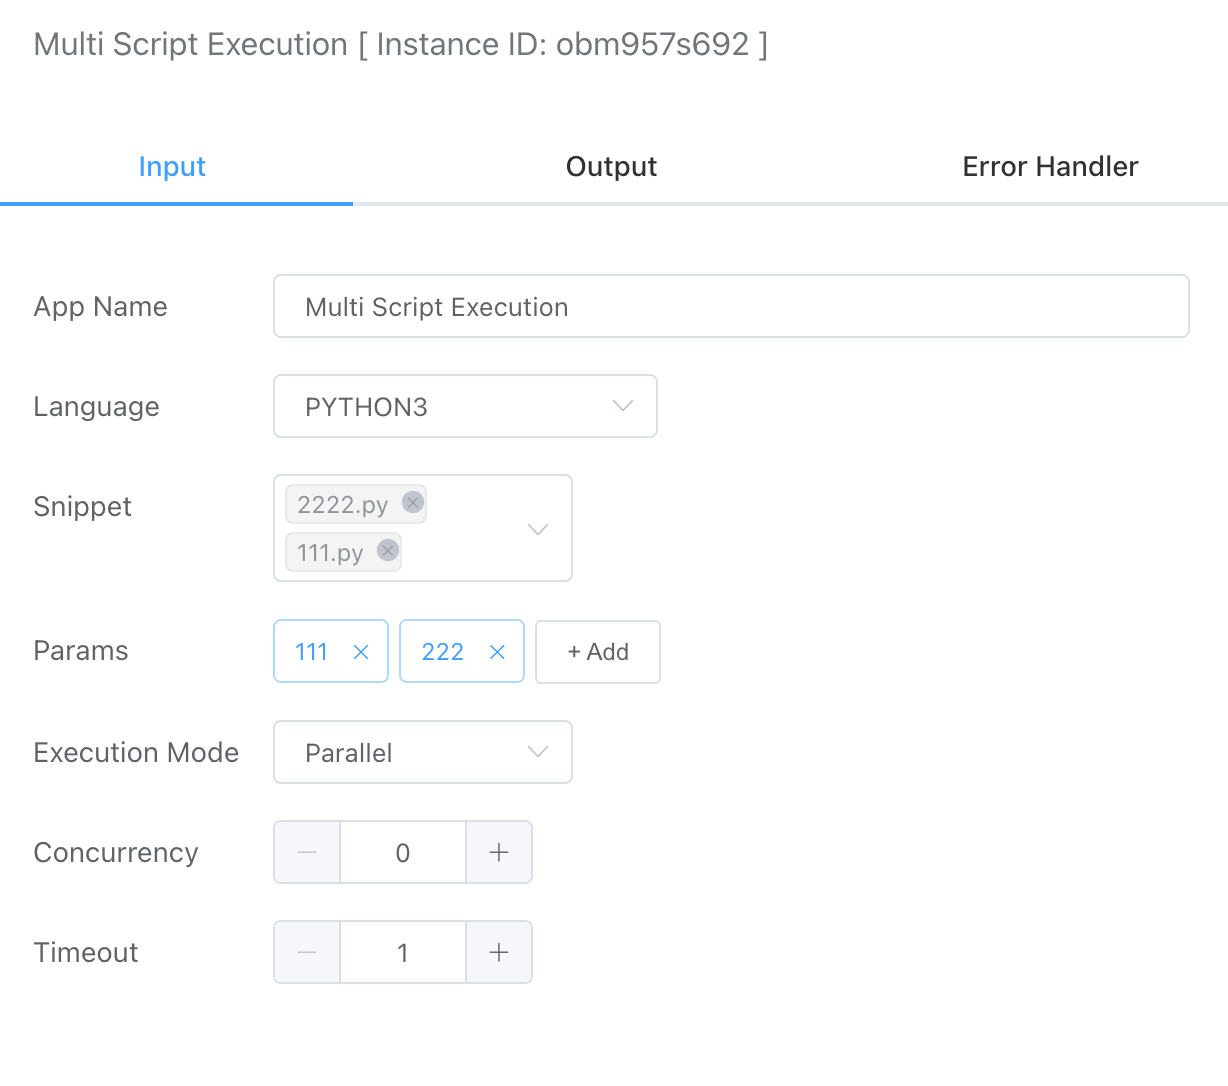 Multi Script Execution [ Instance ID: obm957s692 ]
Input Output Error Handler
App Name Multi Script Execution
Language PYTHON3
Snippet 2222.py
111.py
Params 111 222 + Add
Execution Mode Parallel
Concurrency 0
Timeout 1